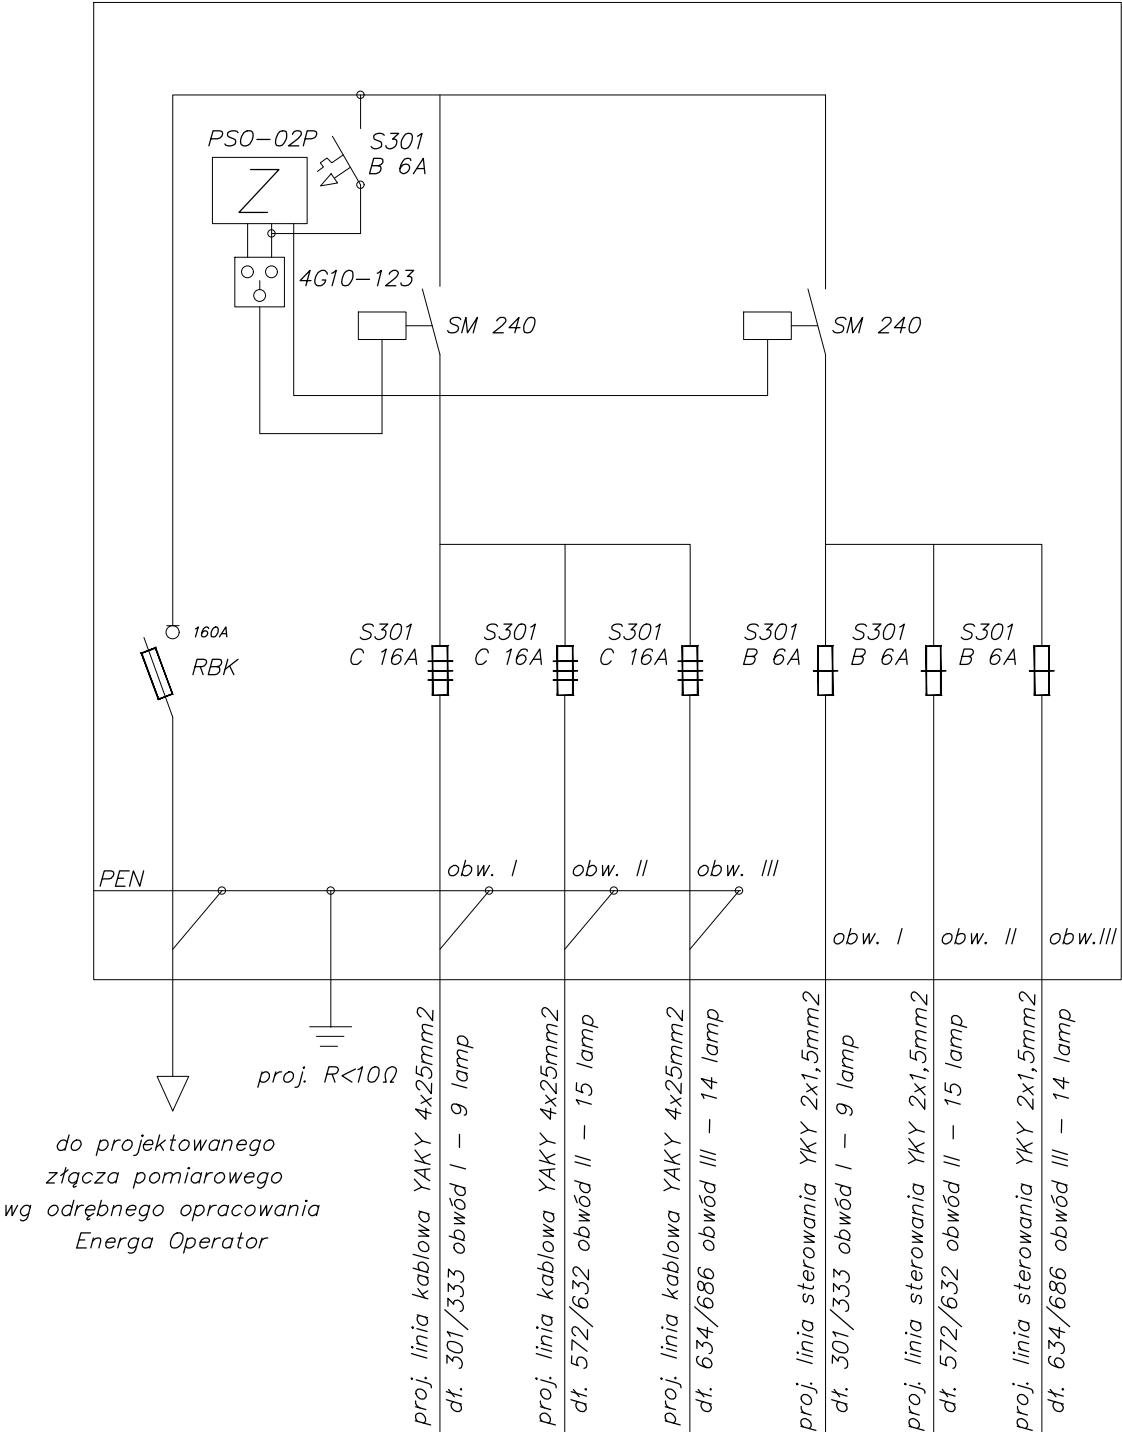 PSO-02P
S301
B 6A
Z
4G10-123
SM 240
SM 240
160A
RBK
S301
C 16A
S301
C 16A
S301
C 16A
S301
B 6A
S301
B 6A
S301
B 6A
PEN
obw. I
obw. II
obw. III
obw. I
obw. II
obw.III
proj. R<10Ω
do projektowanego
złącza pomiarowego
wg odrębnego opracowania
Energa Operator
proj. linia kablowa YAKY 4x25mm2
dł. 301/333 obwód I - 9 lamp
proj. linia kablowa YAKY 4x25mm2
dł. 572/632 obwód II - 15 lamp
proj. linia kablowa YAKY 4x25mm2
dł. 634/686 obwód III - 14 lamp
proj. linia sterowania YKY 2x1,5mm2
dł. 301/333 obwód I - 9 lamp
proj. linia sterowania YKY 2x1,5mm2
dł. 572/632 obwód II - 15 lamp
proj. linia sterowania YKY 2x1,5mm2
dł. 634/686 obwód III - 14 lamp